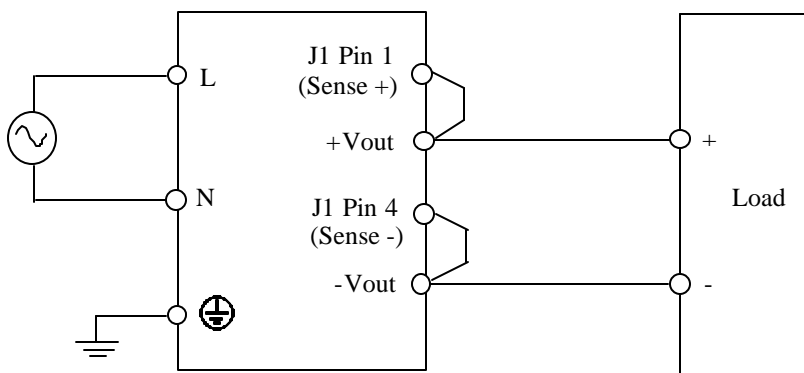 J1 Pin 1
(Sense +)
L
+Vout
+
N
J1 Pin 4
(Sense -)
Load
-Vout
-